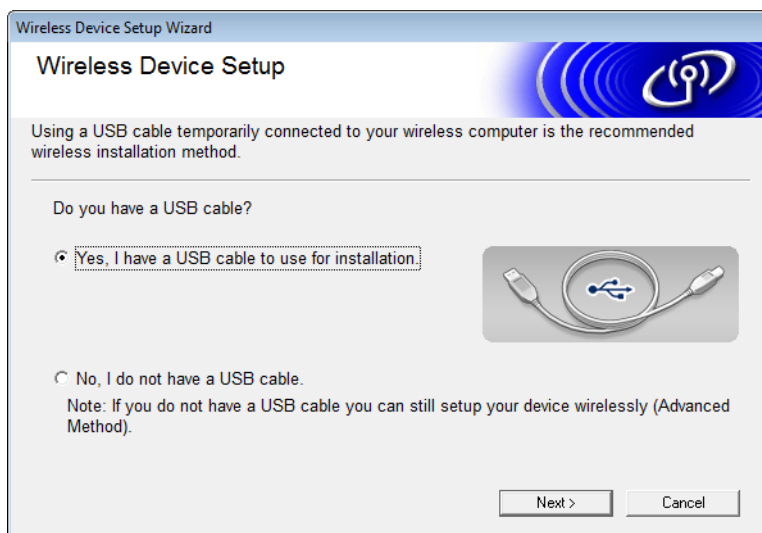 Wireless Device Setup Wizard
Wireless Device Setup
Using a USB cable temporarily connected to your wireless computer is the recommended
wireless installation method.
Do you have a USB cable?
Yes, I have a USB cable to use for installation.
No, I do not have a USB cable.
Note: If you do not have a USB cable you can still setup your device wirelessly (Advanced
Method).
Next > Cancel